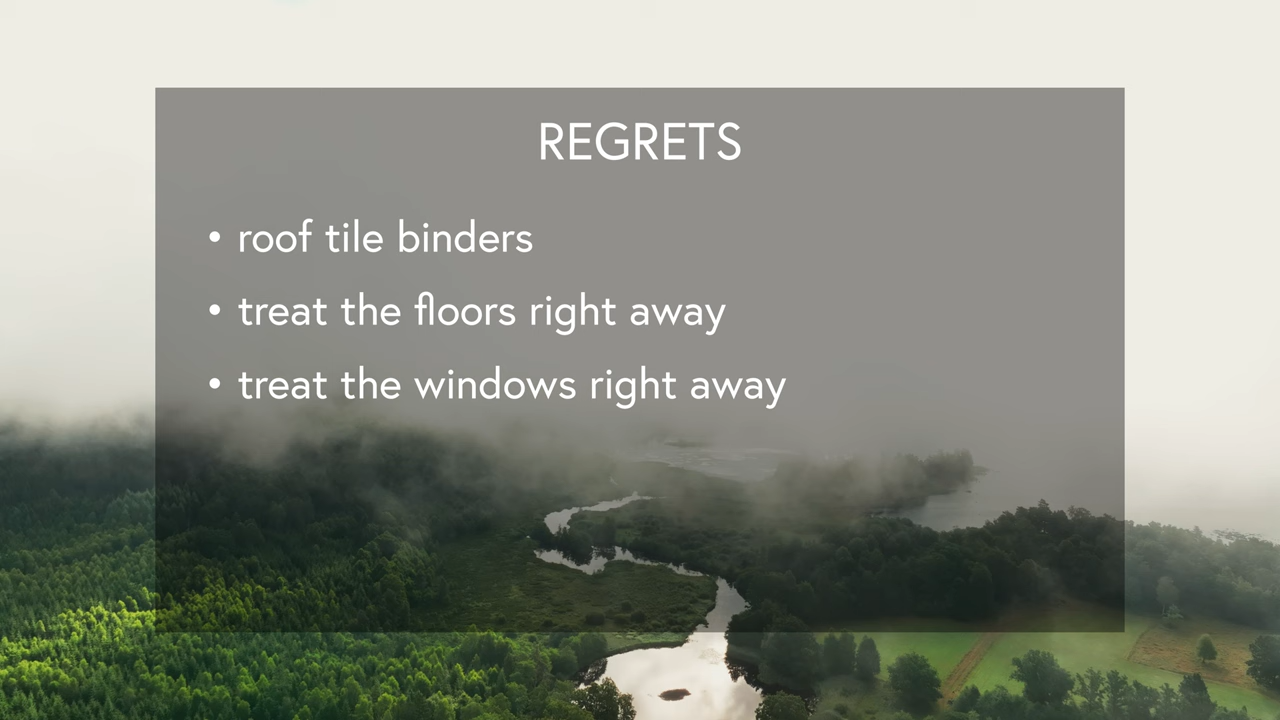 REGRETS
• roof tile binders
• treat the floors right away
• treat the windows right away